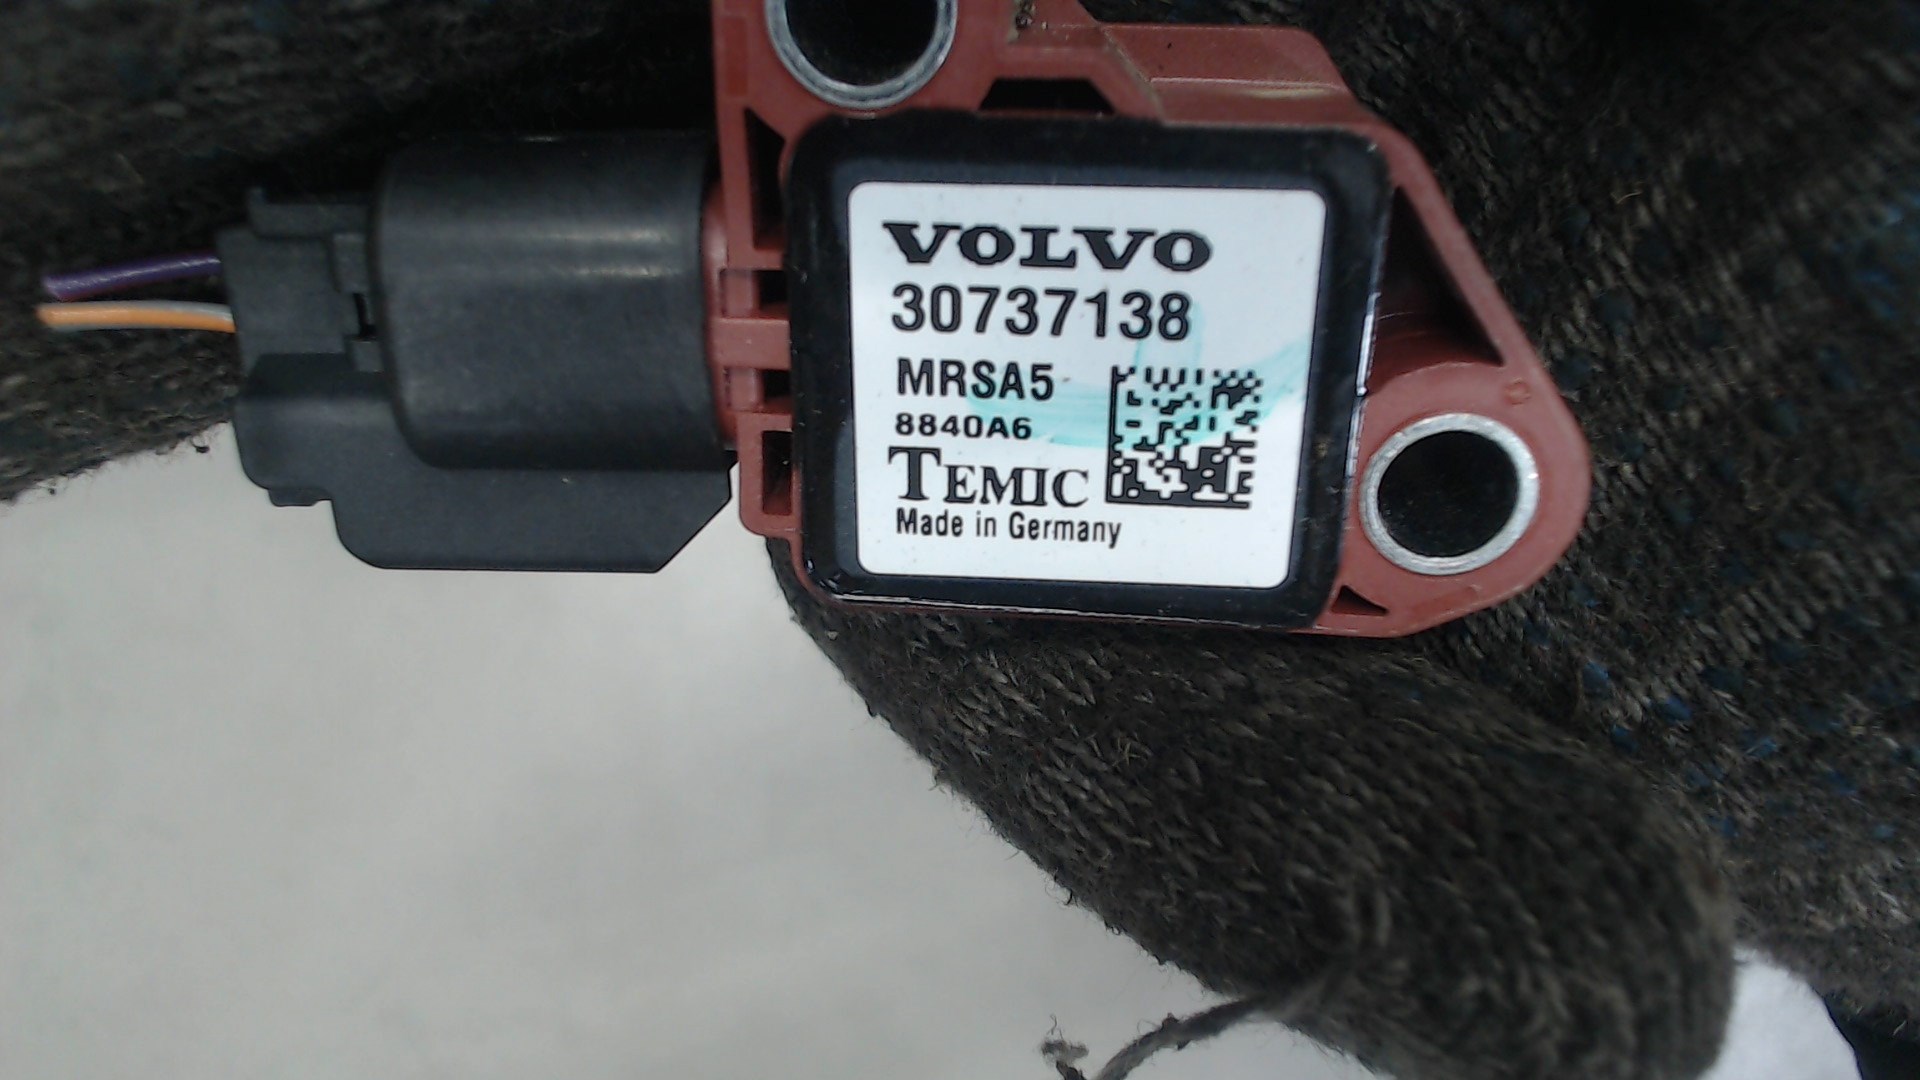 VOLVO
30737138
MRSA5
8840A6
TEMIC
Made in Germany